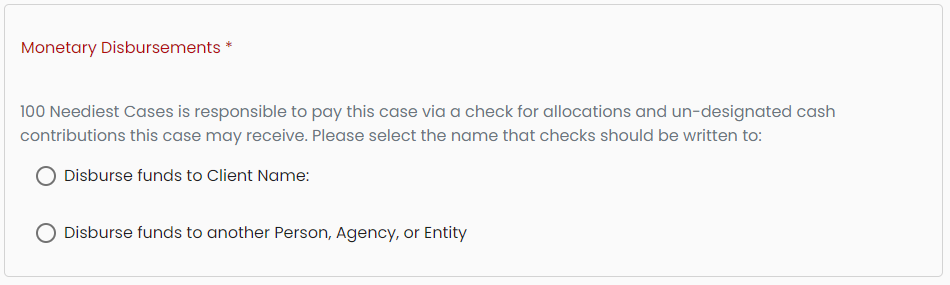 Monetary Disbursements *
100 Neediest Cases is responsible to pay this case via a check for allocations and un-designated cash
contributions this case may receive. Please select the name that checks should be written to:
Disburse funds to Client Name:
Disburse funds to another Person, Agency, or Entity